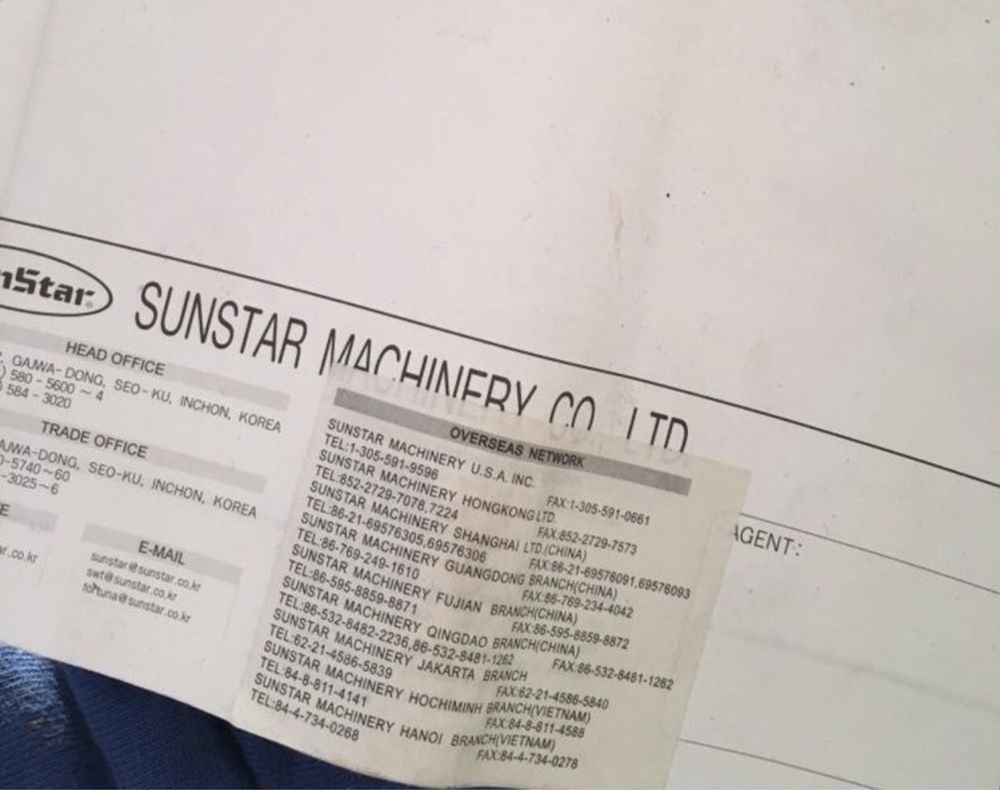 nStar
SUNSTAR MACHINERY CO., LTD.
HEAD OFFICE
GAJWA-DONG, SEO-KU, INCHON, KOREA
) 580-5600~4
) 584-3020
TRADE OFFICE
AJWA-DONG, SEO-KU, INCHON, KOREA
0-5740~60
-3025~6
E
ar.co.kr
E-MAIL
sunstar@sunstar.co.kr
swt@sunstar.co.kr
fortuna@sunstar.co.kr
OVERSEAS NETWORK
SUNSTAR MACHINERY U.S.A. INC.
TEL:1-305-591-9596 FAX:1-305-591-0661
SUNSTAR MACHINERY HONGKONG LTD.
TEL:852-2729-7078,7224 FAX:852-2729-7573
SUNSTAR MACHINERY SHANGHAI LTD.(CHINA)
TEL:86-21-69576305,69576306 FAX:86-21-69576091,69576093
SUNSTAR MACHINERY GUANGDONG BRANCH(CHINA)
TEL:86-769-249-1610 FAX:86-769-234-4042
SUNSTAR MACHINERY FUJIAN BRANCH(CHINA)
TEL:86-595-8859-8871 FAX:86-595-8859-8872
SUNSTAR MACHINERY QINGDAO BRANCH(CHINA)
TEL:86-532-8482-2236,86-532-8481-1282 FAX:86-532-8481-1282
SUNSTAR MACHINERY JAKARTA BRANCH
TEL:62-21-4586-5839 FAX:62-21-4586-5840
SUNSTAR MACHINERY HOCHIMINH BRANCH(VIETNAM)
TEL:84-8-811-4141 FAX:84-8-811-4588
SUNSTAR MACHINERY HANOI BRANCH(VIETNAM)
TEL:84-4-734-0268 FAX:84-4-734-0278
AGENT: